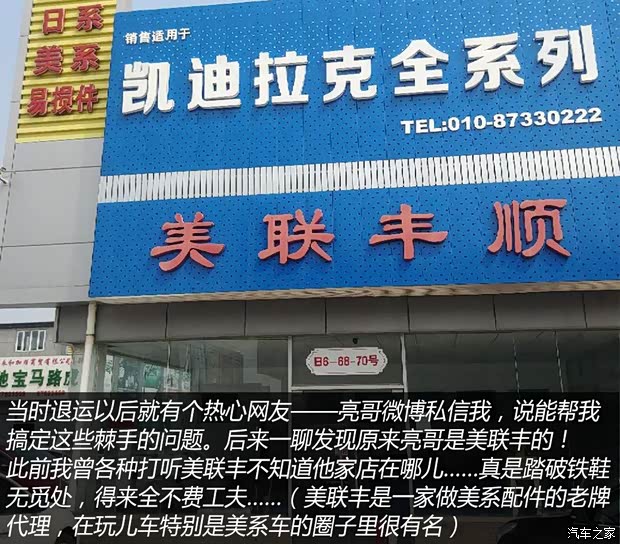 日系
美系
易损件
销售适用于
凯迪拉克全系列
TEL:010-87330222
美联丰顺
B6-68-70号
地宝马路虎
当时退运以后就有个热心网友——亮哥微博私信我，说能帮我
搞定这些棘手的问题。后来一聊发现原来亮哥是美联丰的！
此前我曾各种打听美联丰不知道他家店在哪儿......真是踏破铁鞋
无觅处，得来全不费工夫......（美联丰是一家做美系配件的老牌
代理，在玩儿车特别是美系车的圈子里很有名）
汽车之家